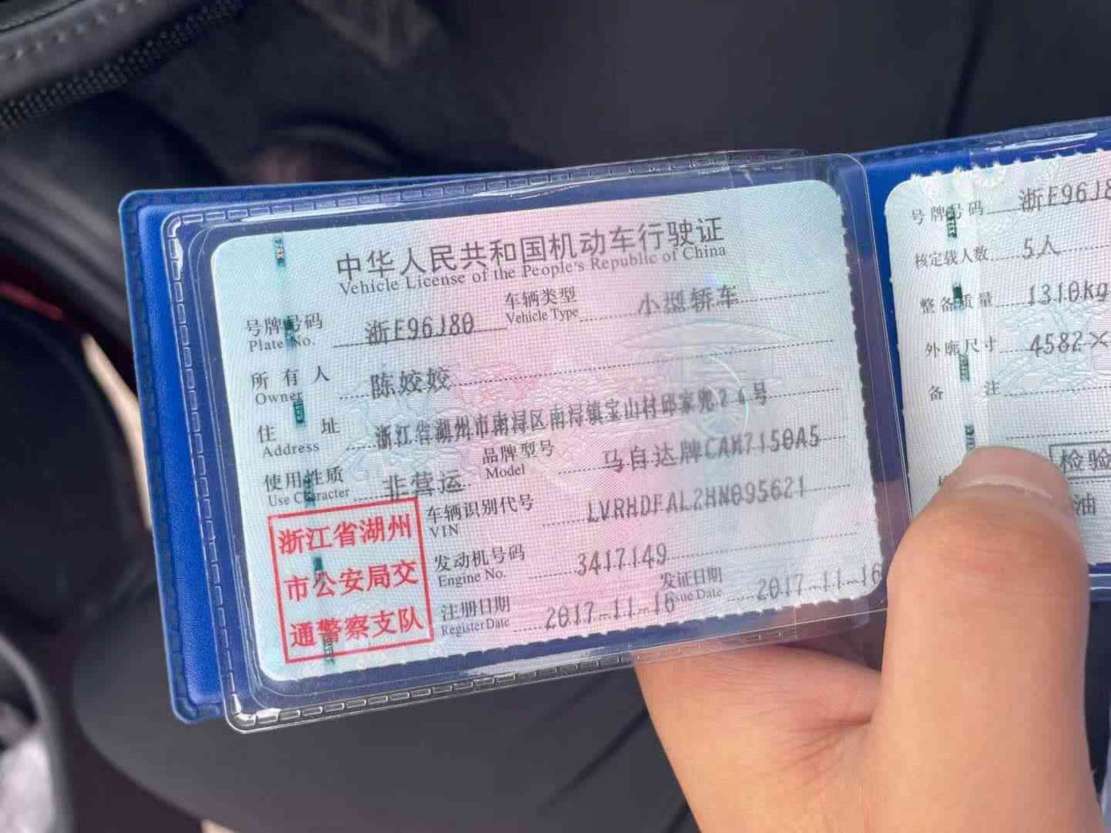 中华人民共和国机动车行驶证
Vehicle License of the People's Republic of China
号牌号码 浙E96J80 车辆类型 小型轿车
Plate No. Vehicle Type
所有人 陈姣姣
Owner
住址 浙江省湖州市南浔区南浔镇宝山村邱家兜24号
Address
使用性质 非营运 品牌型号 马自达牌CAM7150A5
Use Character Model
车辆识别代号 LVRHDFAL2HN095621
VIN
发动机号码 3417149
Engine No.
注册日期 2017-11-16 发证日期 2017-11-16
Register Date Issue Date
浙江省湖州
市公安局交
通警察支队
号牌号码 浙E96J8
核定载人数 5人
整备质量 1310kg
外廓尺寸 4582×
备注
检验
油